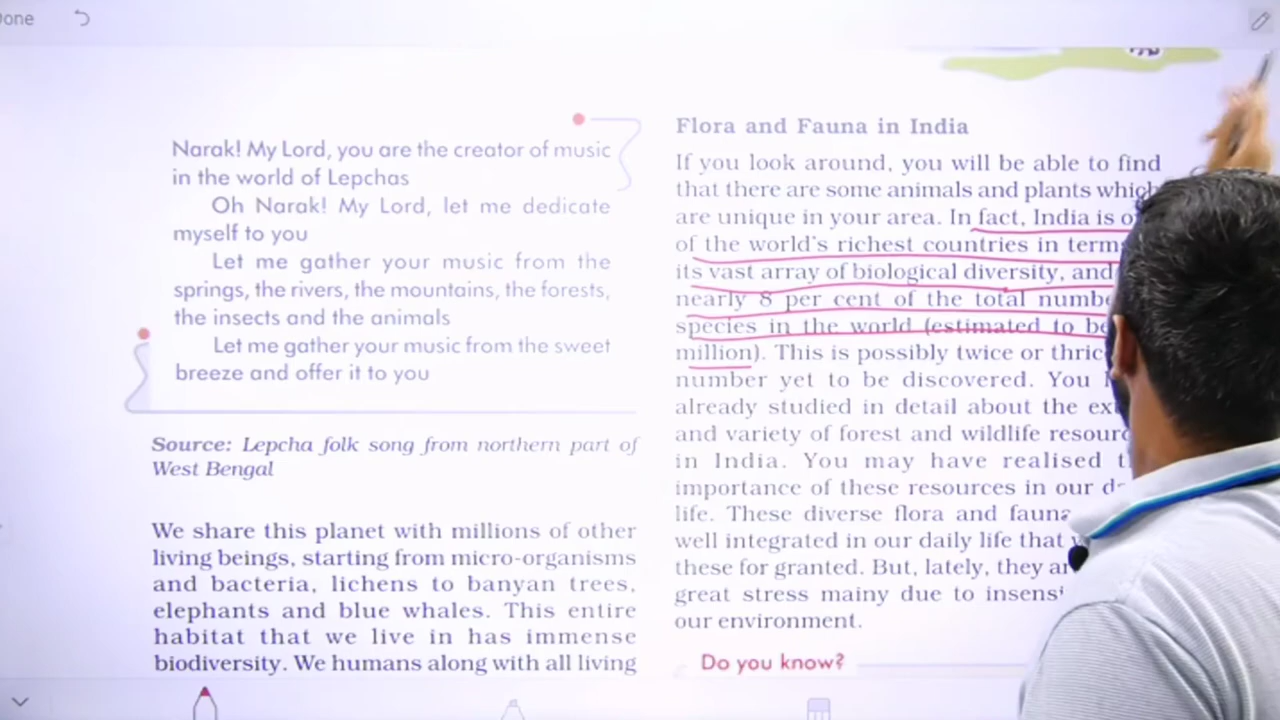 Narak! My Lord, you are the creator of music
in the world of Lepchas
Oh Narak! My Lord, let me dedicate
myself to you
Let me gather your music from the
springs, the rivers, the mountains, the forests,
the insects and the animals
Let me gather your music from the sweet
breeze and offer it to you
Source: Lepcha folk song from northern part of
West Bengal
We share this planet with millions of other
living beings, starting from micro-organisms
and bacteria, lichens to banyan trees,
elephants and blue whales. This entire
habitat that we live in has immense
biodiversity. We humans along with all living
Flora and Fauna in India
If you look around, you will be able to find
that there are some animals and plants which
are unique in your area. In fact, India is
of the world's richest countries in
its vast array of biological diversity, and
nearly 8 per cent of the total
species in the world (estimated to be
million). This is possibly twice or
number yet to be discovered. You
already studied in detail about the
and variety of forest and wildlife
in India. You may have realised
importance of these resources in our
life. These diverse flora and fauna
well integrated in our daily life that
these for granted. But, lately, they
great stress mainy due to
our environment.
Do you know?